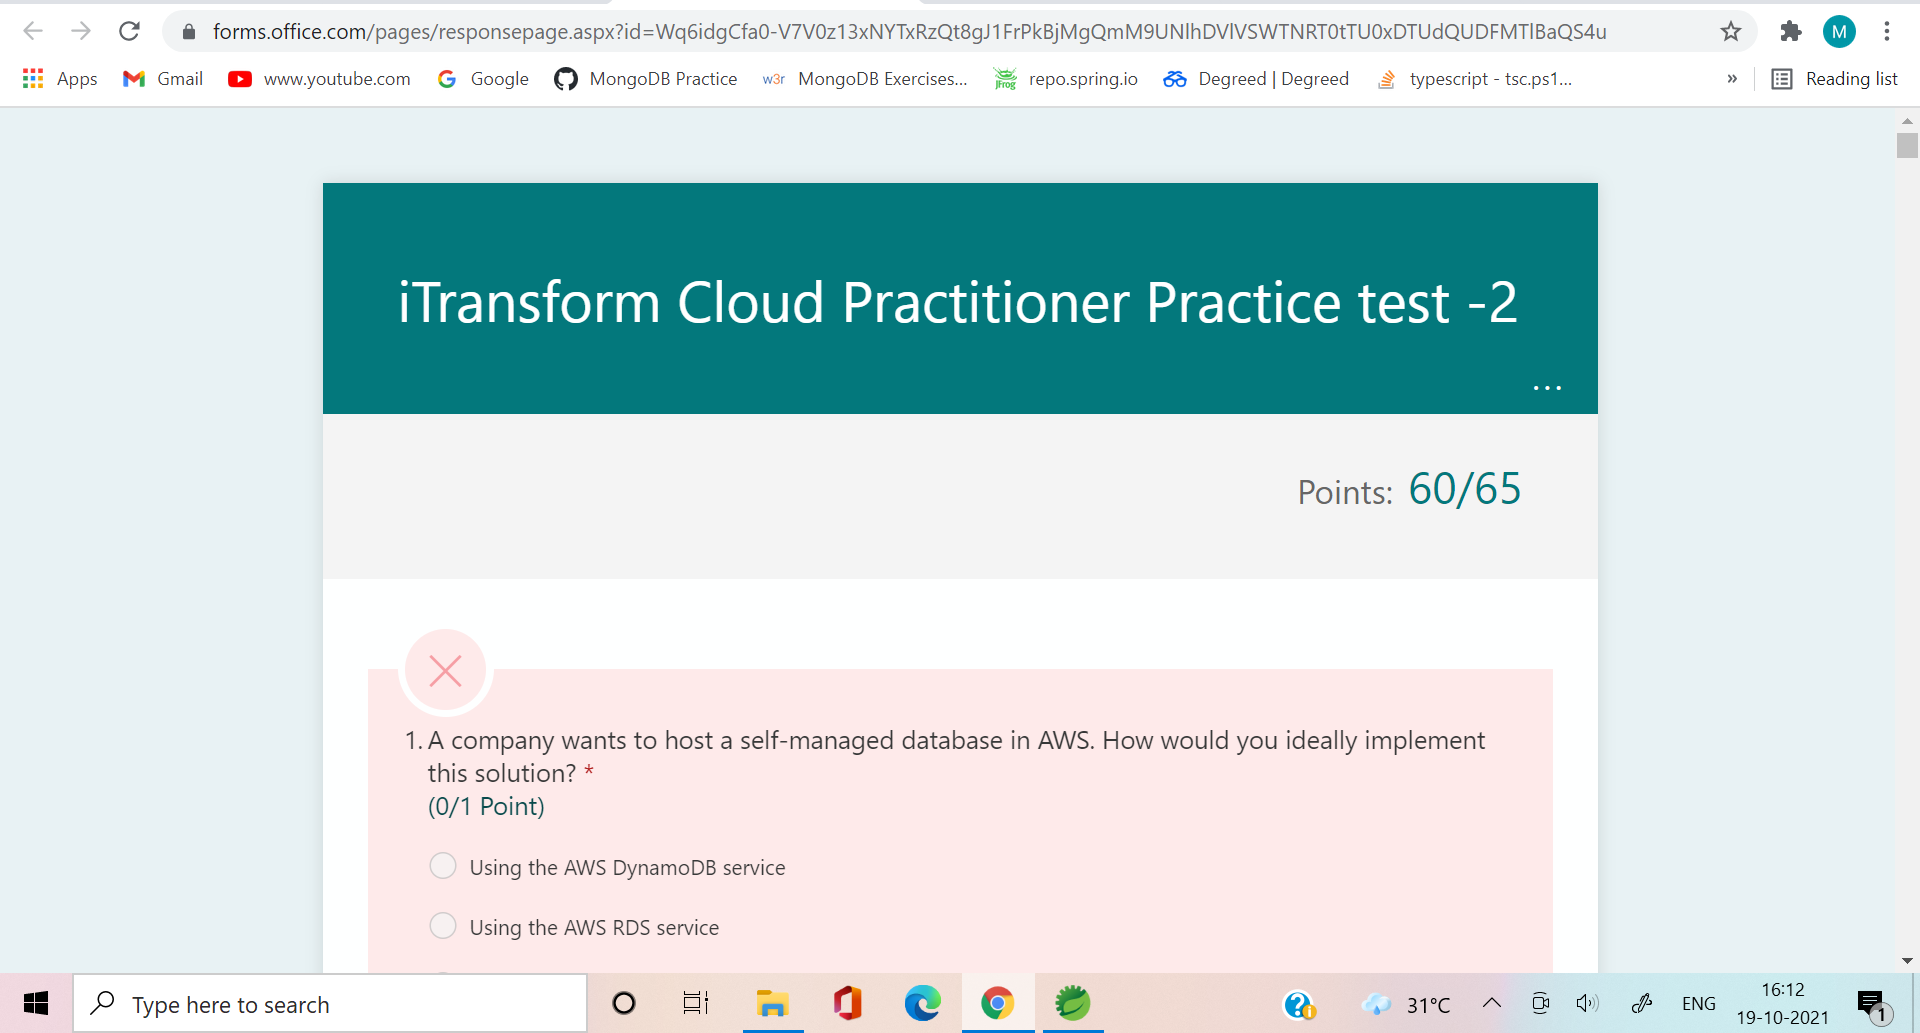 forms.office.com/pages/responsepage.aspx?id=Wq6idgCfa0-V7V0z13xNYTxRzQt8gJ1FrPkBjMgQmM9UNlhDVlVSWTNRT0tTU0xDTUdQUDFMTlBaQS4u
M
Apps Gmail www.youtube.com Google MongoDB Practice w3r MongoDB Exercises... JFrog repo.spring.io Degreed | Degreed typescript - tsc.ps1... » Reading list
iTransform Cloud Practitioner Practice test -2
...
Points: 60/65
1. A company wants to host a self-managed database in AWS. How would you ideally implement
this solution? *
(0/1 Point)
Using the AWS DynamoDB service
Using the AWS RDS service
Type here to search
31°C
ENG
16:12
19-10-2021
1